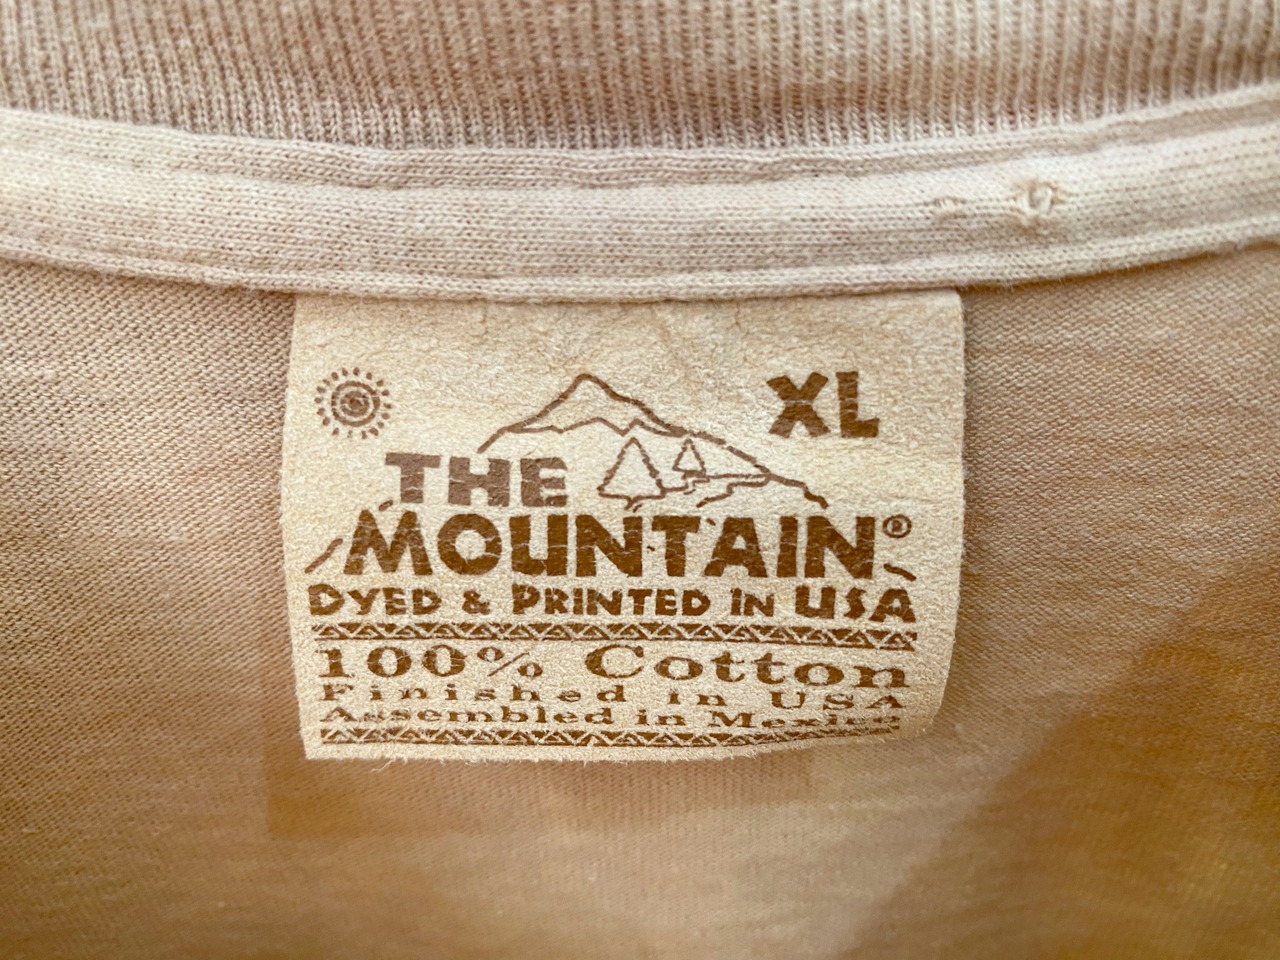 XL
THE
MOUNTAIN®
DYED & PRINTED IN USA
100% Cotton
Finished in USA
Assembled in Mexico